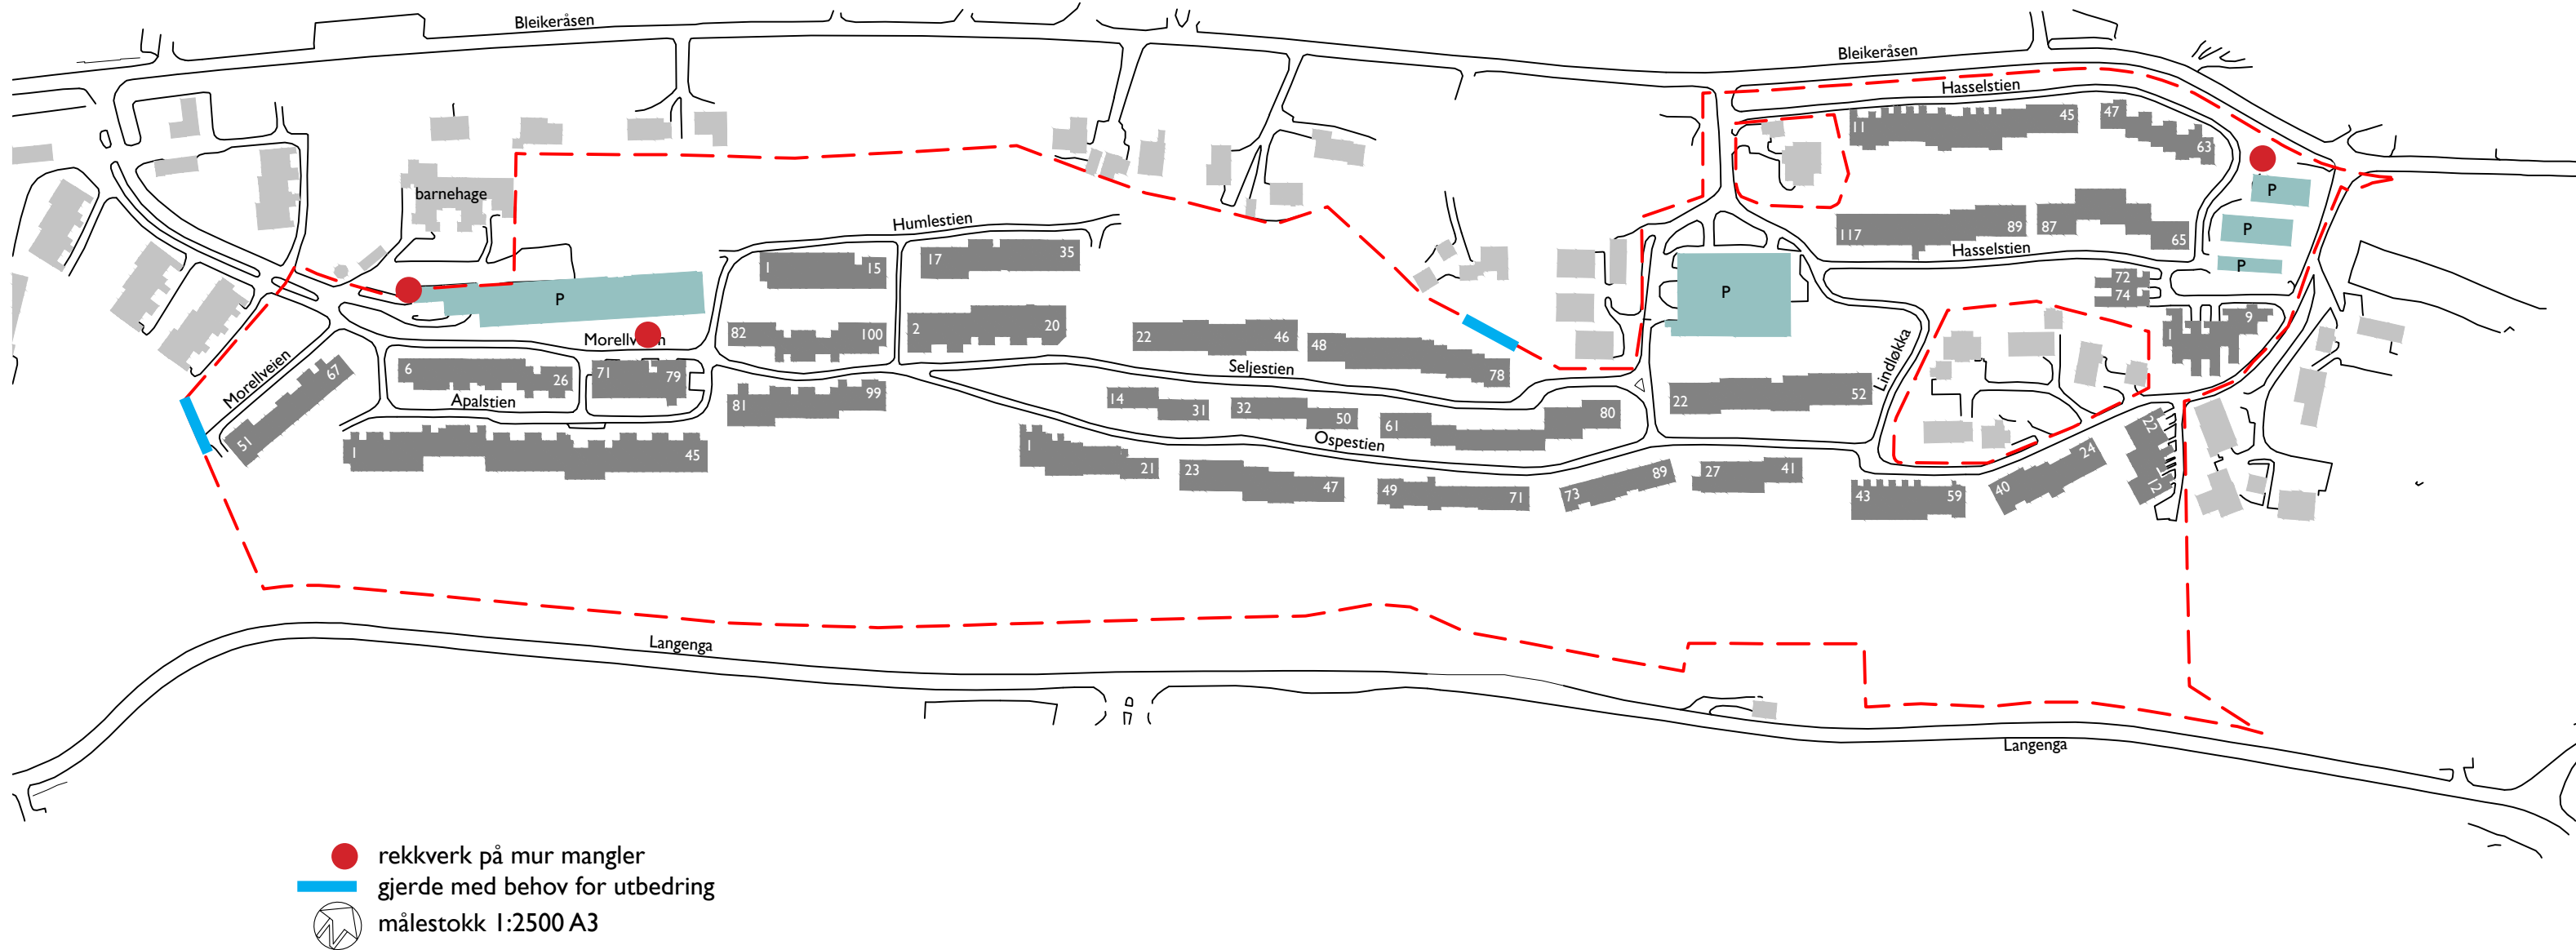 Bleikeråsen
Bleikeråsen
Hasselstien
11
45
47
63
barnehage
P
Humlestien
117
89
87
65
P
Hasselstien
P
17
35
1
15
72
74
P
P
9
1
82
100
2
20
22
46
48
78
Morellveien
Morellveien
67
51
6
26
71
79
Apalstien
81
99
Seljestien
Lindløkka
14
31
32
50
61
80
22
52
Ospestien
1
45
1
21
23
47
49
71
73
89
27
41
43
59
40
24
22
12
Langenga
Langenga
rekkverk på mur mangler
gjerde med behov for utbedring
målestokk 1:2500 A3